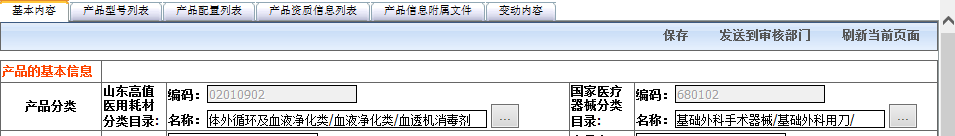 基本内容 产品型号列表 产品配置列表 产品资质信息列表 产品信息附属文件 变动内容
保存 发送到审核部门 刷新当前页面
产品的基本信息
产品分类
山东高值
医用耗材
分类目录:
编码: 02010902
名称: 体外循环及血液净化类/血液净化类/血透机消毒剂 ...
国家医疗
器械分类
目录:
编码: 680102
名称: 基础外科手术器械/基础外科用刀/ ...